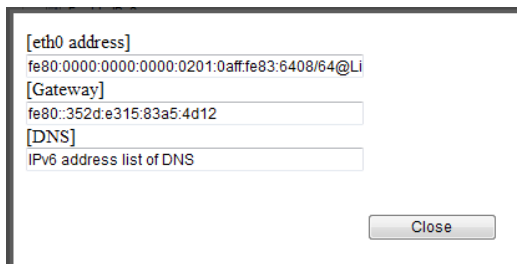 [eth0 address]
fe80:0000:0000:0000:0201:0aff:fe83:6408/64@Li
[Gateway]
fe80::352d:e315:83a5:4d12
[DNS]
IPv6 address list of DNS
Close